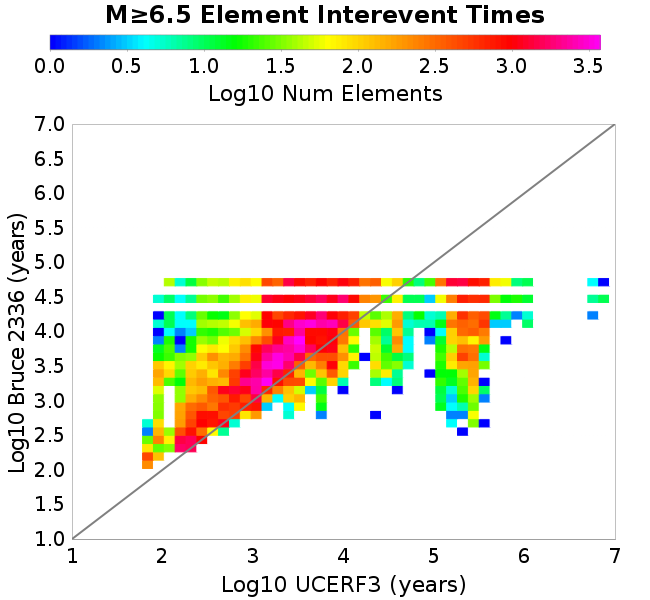 M≥6.5 Element Interevent Times
0.0 0.5 1.0 1.5 2.0 2.5 3.0 3.5
Log10 Num Elements
Log10 Bruce 2336 (years)
7.0
6.5
6.0
5.5
5.0
4.5
4.0
3.5
3.0
2.5
2.0
1.5
1.0
1 2 3 4 5 6 7
Log10 UCERF3 (years)